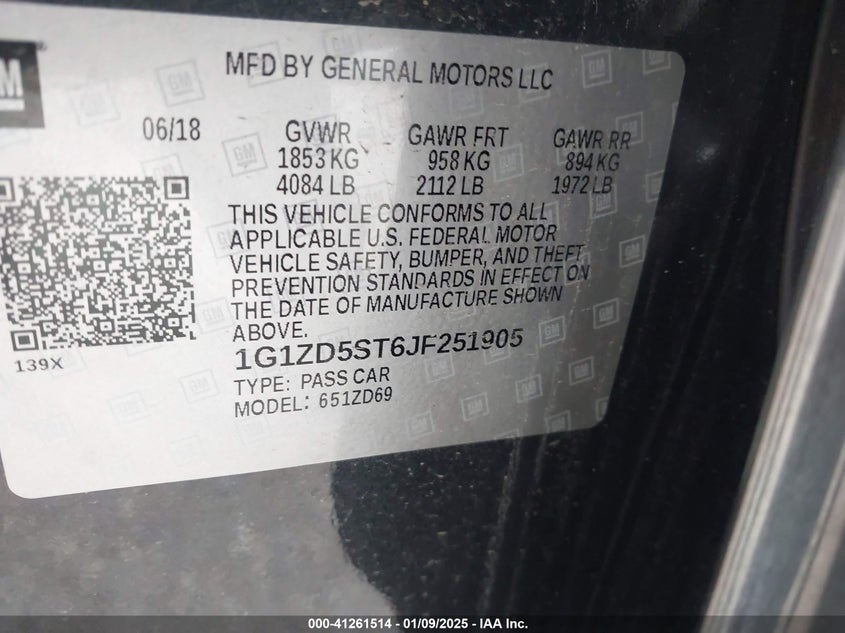 GM
MFD BY GENERAL MOTORS LLC
06/18 GVWR GAWR FRT GAWR RR
1853 KG 958 KG 894 KG
4084 LB 2112 LB 1972 LB
THIS VEHICLE CONFORMS TO ALL
APPLICABLE U.S. FEDERAL MOTOR
VEHICLE SAFETY, BUMPER, AND THEFT
PREVENTION STANDARDS IN EFFECT ON
THE DATE OF MANUFACTURE SHOWN
ABOVE.
1G1ZD5ST6JF251905
139X
TYPE: PASS CAR
MODEL: 651ZD69
000-41261514 - 01/09/2025 - IAA Inc.